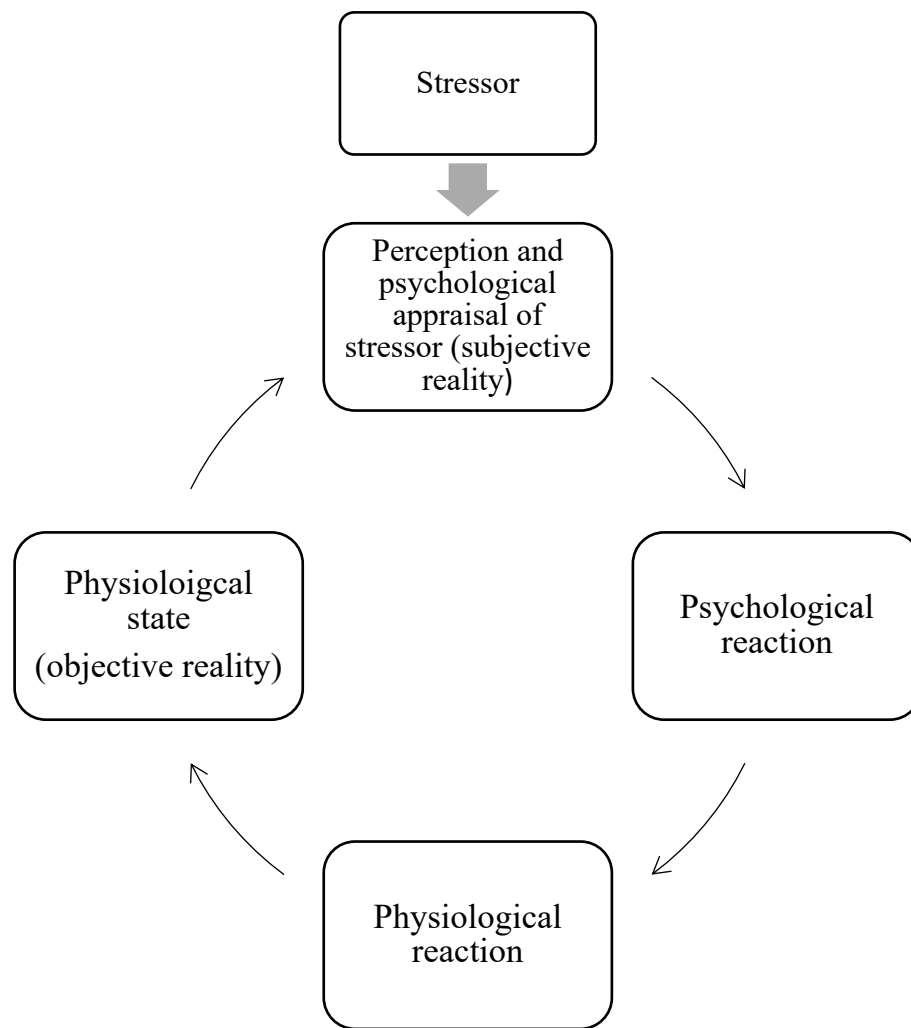 Stressor
Perception and
psychological
appraisal of
stressor (subjective
reality)
Physioloigcal
state
(objective reality)
Psychological
reaction
Physiological
reaction